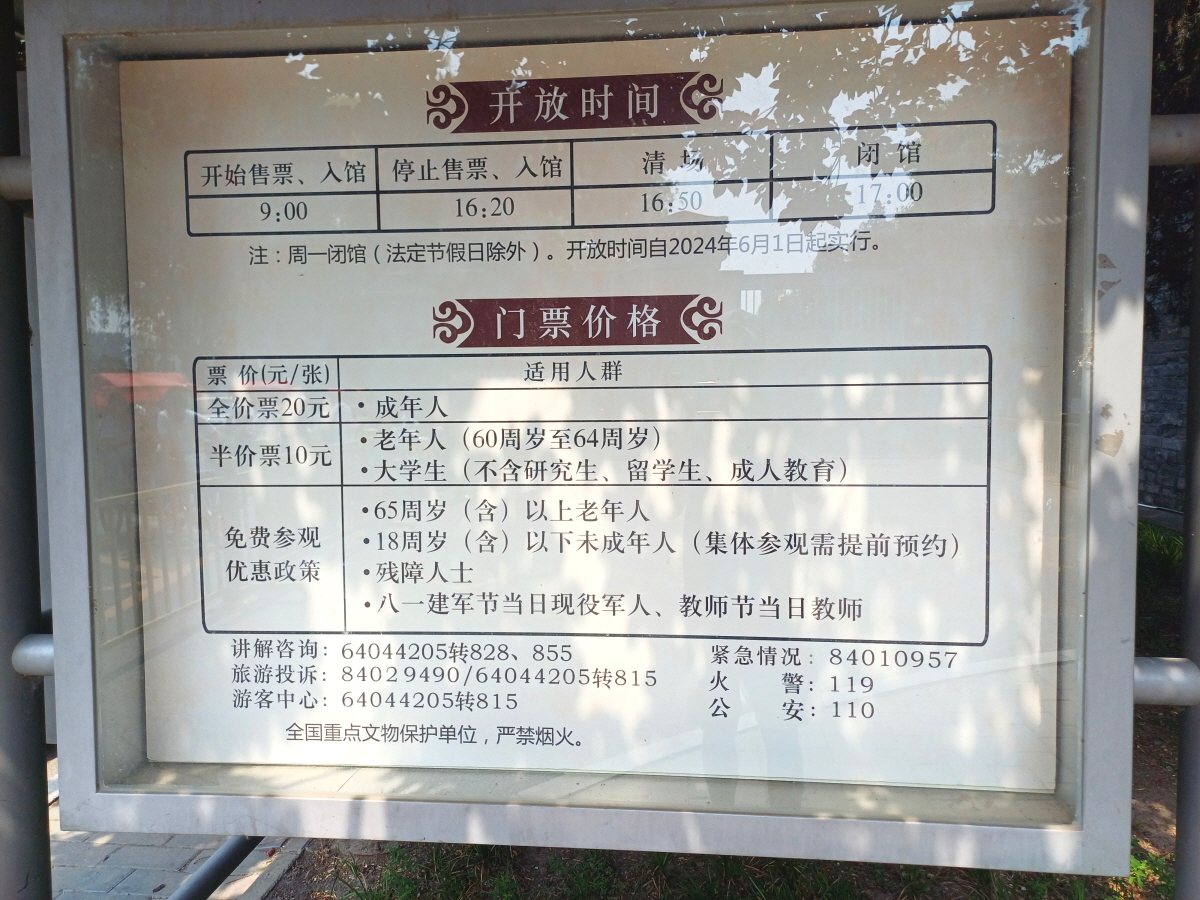 开放时间
开始售票、入馆 停止售票、入馆 清场 闭馆
9:00 16:20 16:50 17:00
注：周一闭馆（法定节假日除外）。开放时间自2024年6月1日起实行。
门票价格
票 价(元/张) 适用人群
全价票20元 •成年人
半价票10元
•老年人（60周岁至64周岁）
•大学生（不含研究生、留学生、成人教育）
免费参观
优惠政策
•65周岁（含）以上老年人
•18周岁（含）以下未成年人（集体参观需提前预约）
•残障人士
•八一建军节当日现役军人、教师节当日教师
讲解咨询：64044205转828、855
旅游投诉：84029490/64044205转815
游客中心：64044205转815
紧急情况：84010957
火 警：119
公 安：110
全国重点文物保护单位，严禁烟火。